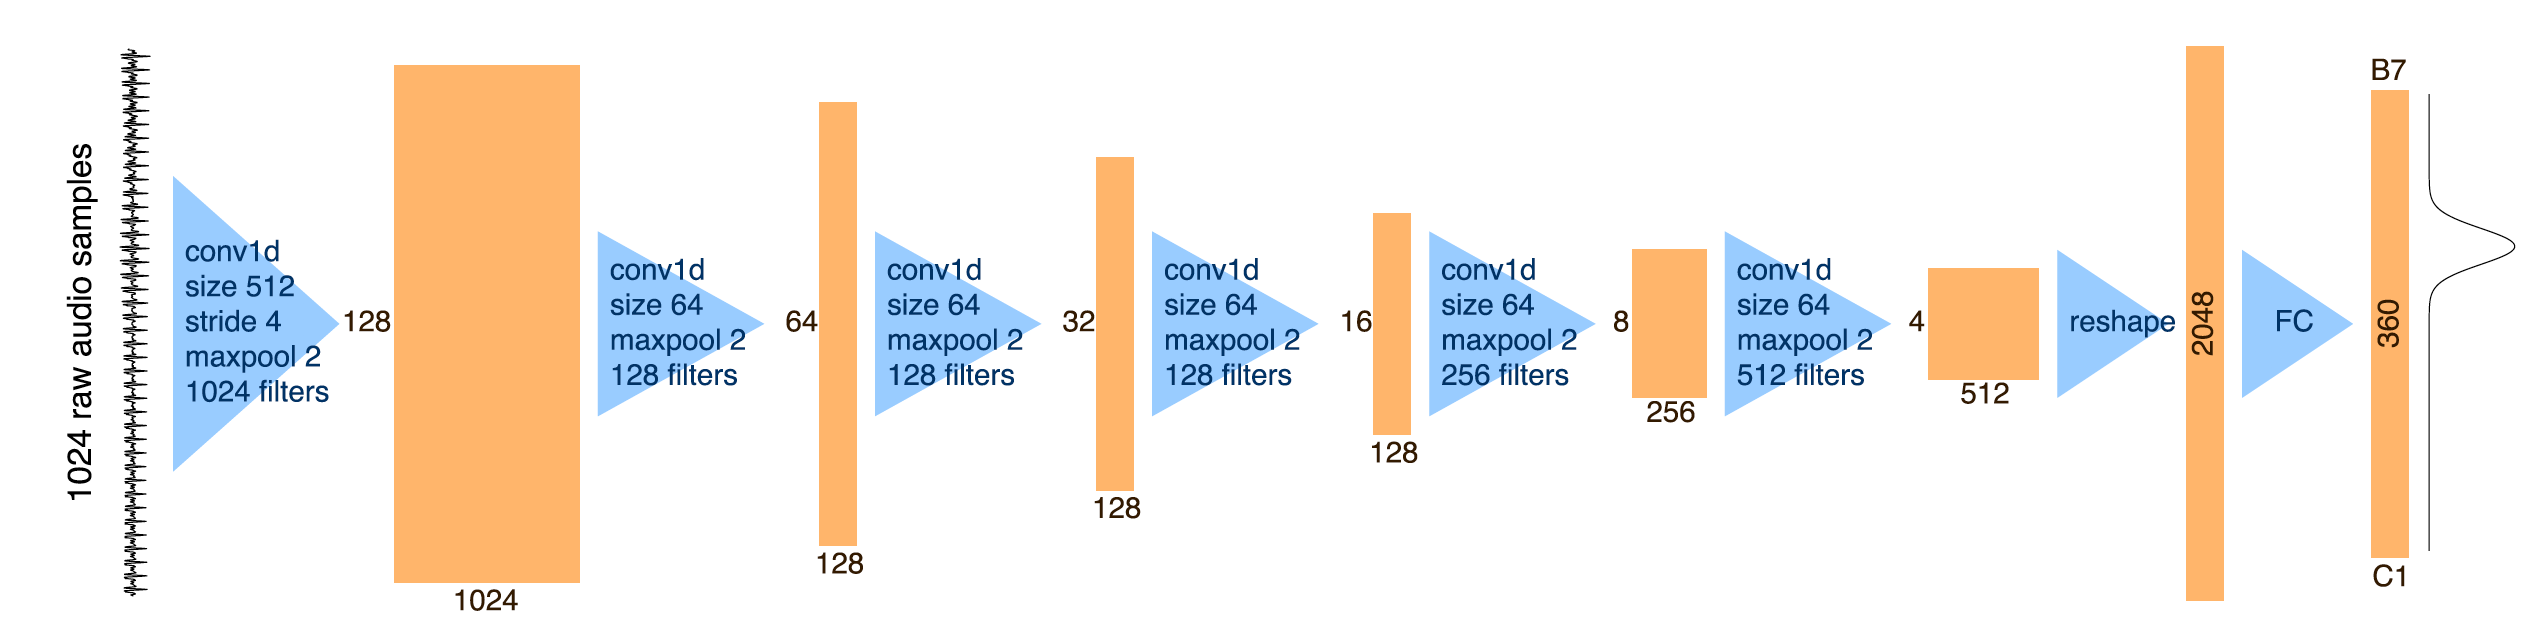 1024 raw audio samples
conv1d
size 512
stride 4
maxpool 2
1024 filters
128
1024
conv1d
size 64
maxpool 2
128 filters
64
128
conv1d
size 64
maxpool 2
128 filters
32
128
conv1d
size 64
maxpool 2
128 filters
16
128
conv1d
size 64
maxpool 2
256 filters
8
256
conv1d
size 64
maxpool 2
512 filters
4
512
reshape
2048
FC
B7
360
C1